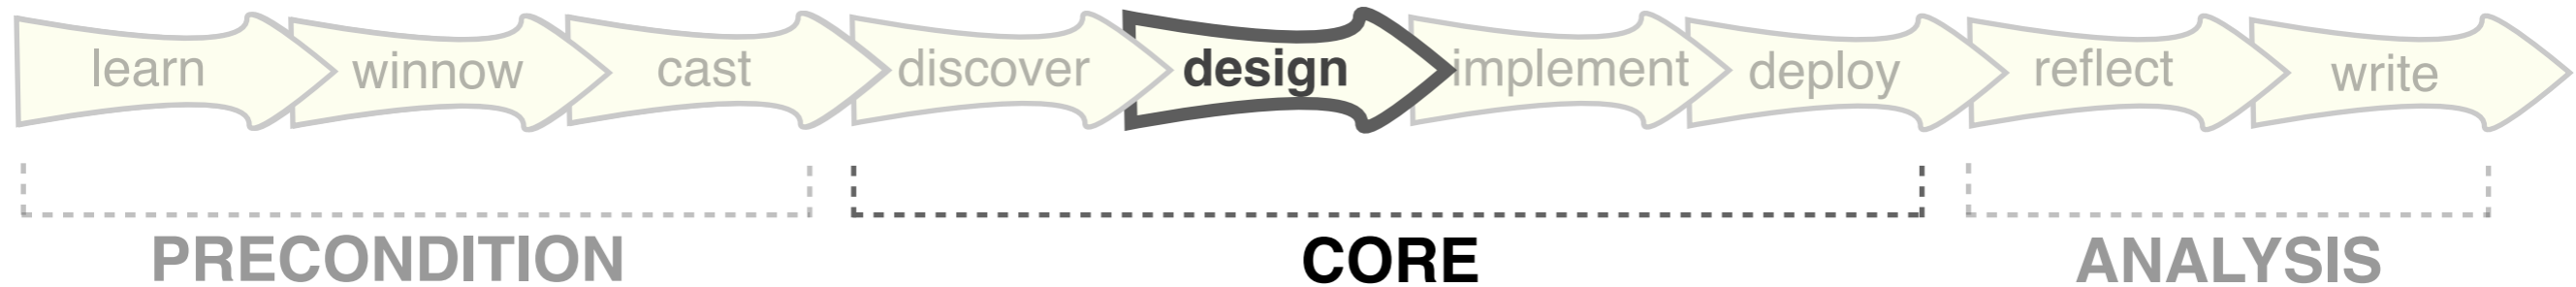 learn winnow cast discover design implement deploy reflect write
PRECONDITION CORE ANALYSIS